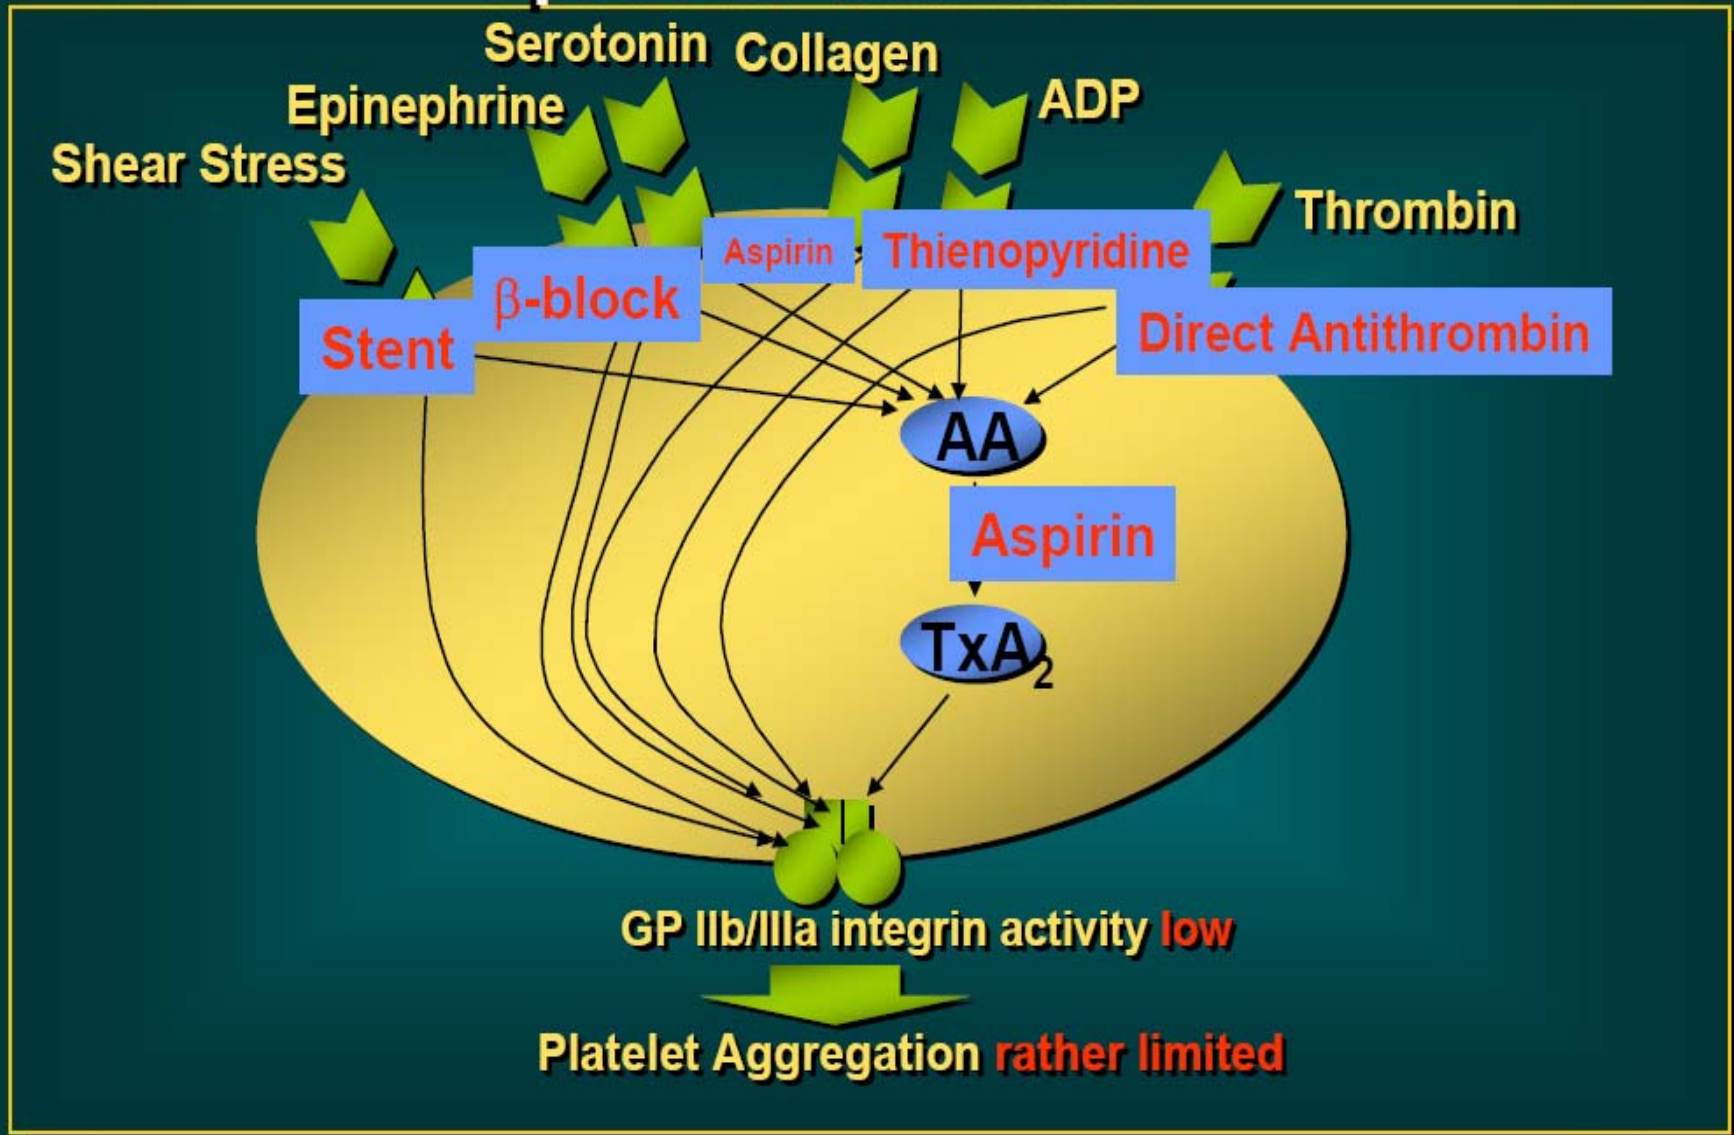 Serotonin
Collagen
Epinephrine
ADP
Shear Stress
Thrombin
Aspirin
Thienopyridine
β-block
Stent
Direct Antithrombin
AA
Aspirin
TxA₂
GP IIb/IIIa integrin activity low
Platelet Aggregation rather limited